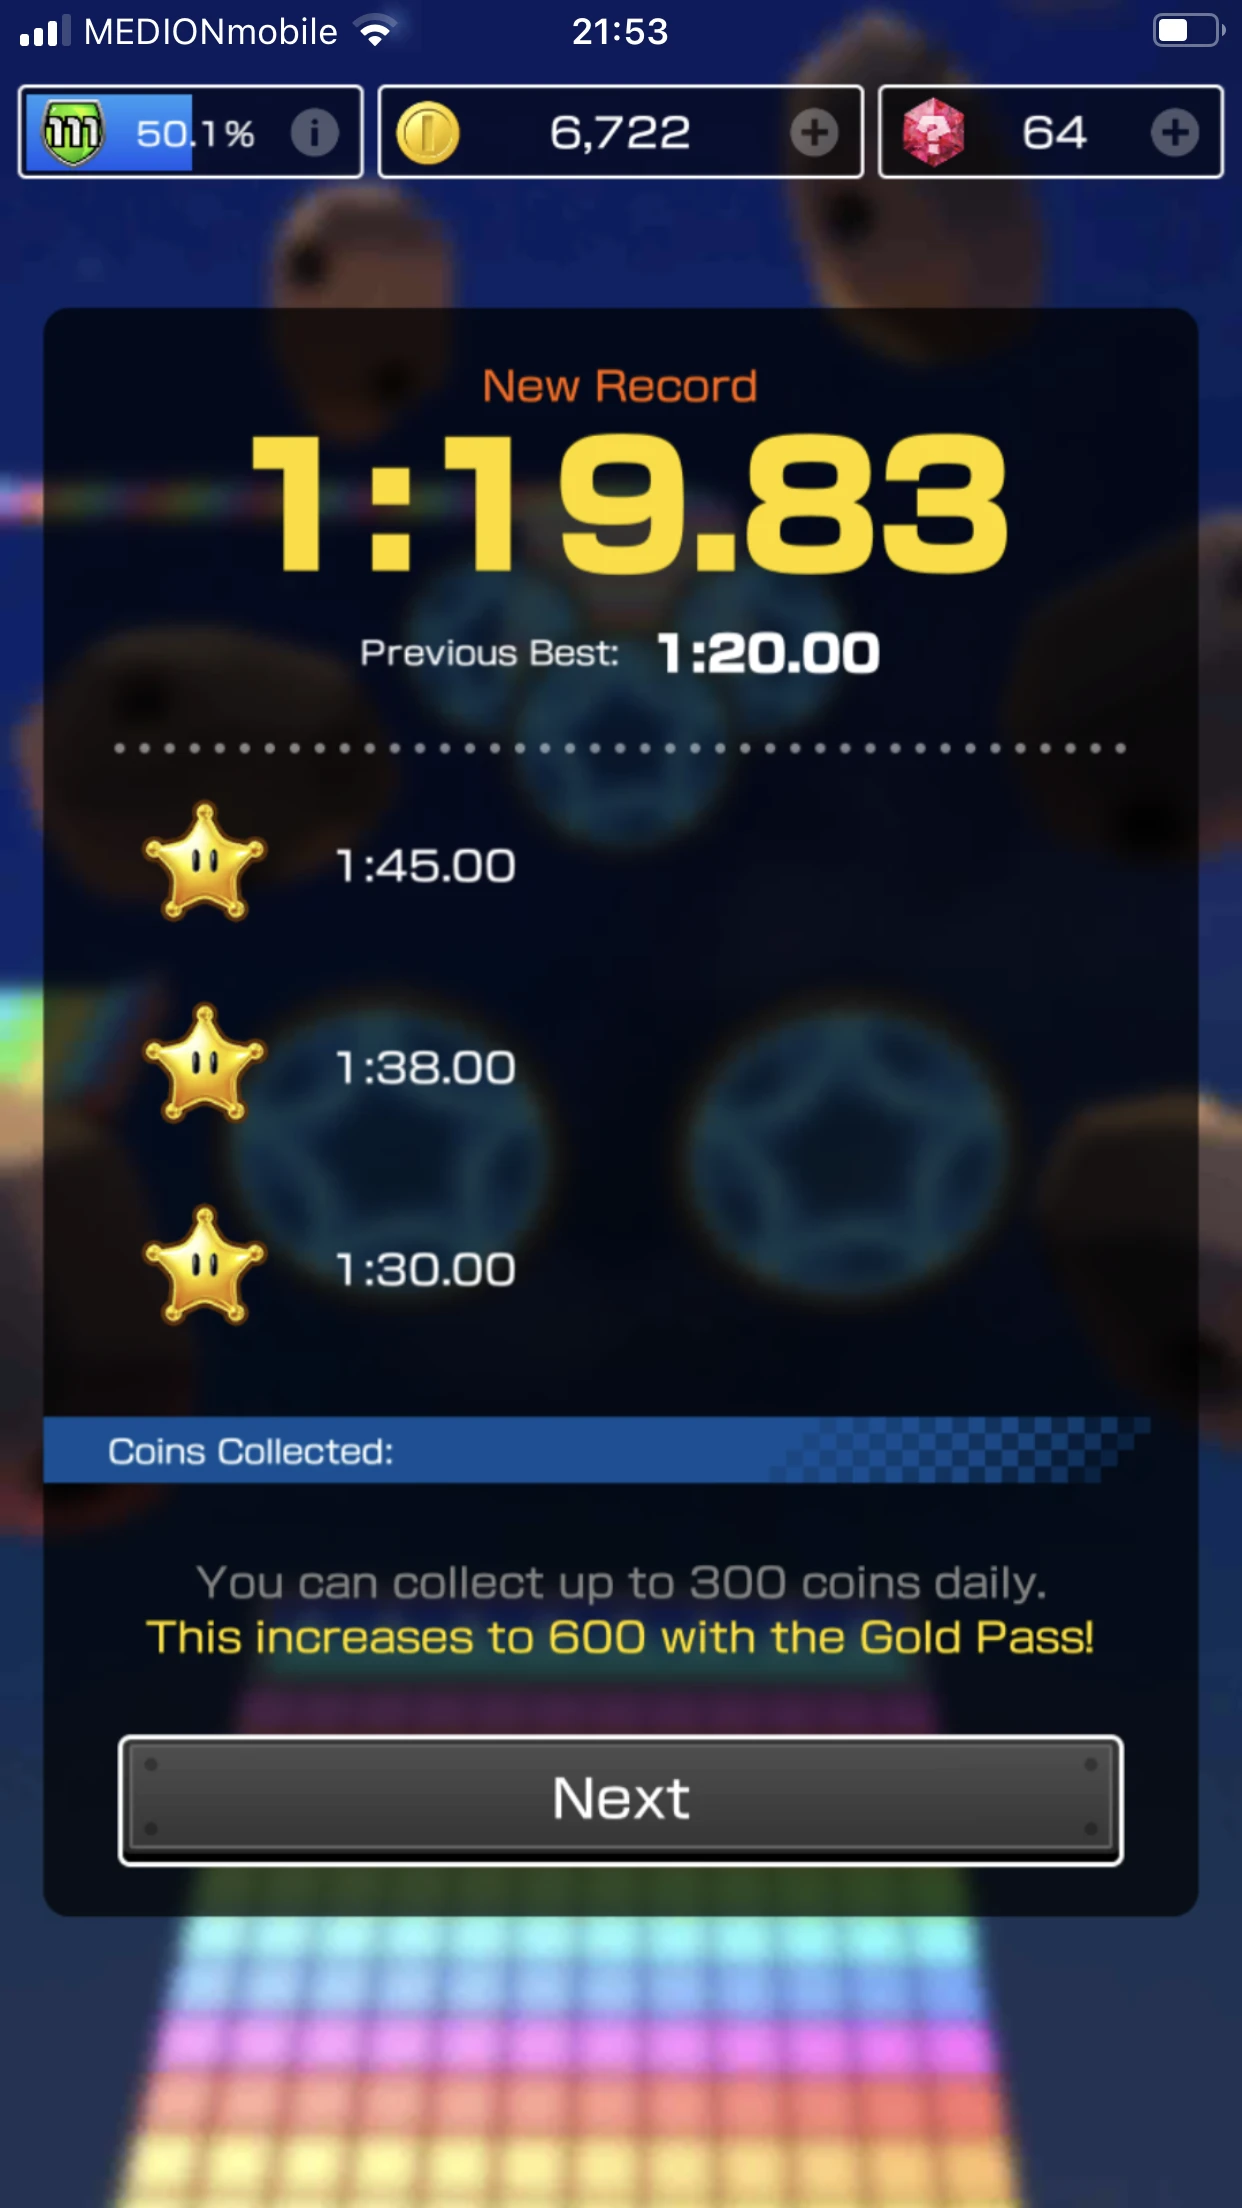 MEDIONmobile 21:53
111 50.1% i 6,722 + ? 64 +
New Record
1:19.83
Previous Best: 1:20.00
1:45.00
1:38.00
1:30.00
Coins Collected:
You can collect up to 300 coins daily.
This increases to 600 with the Gold Pass!
Next